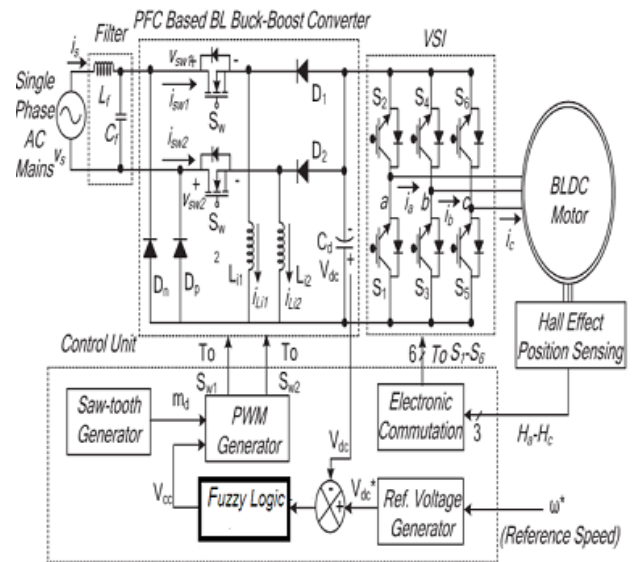 PFC Based BL Buck-Boost Converter
Filter
VSI
Single
Phase
AC
Mains
vs
is
Lf
Cf
vsw1
+
-
isw1
Sw
isw2
+
-
vsw2
Sw
2
D1
D2
Dn
Dp
Li1
iLi1
Li2
iLi2
Cd
-
+
Vdc
S2
S4
S6
a
ia
b
ib
c
ic
S1
S3
S5
BLDC
Motor
Hall Effect
Position Sensing
Control Unit
To
Sw1
To
Sw2
6
To S1-S6
Saw-tooth
Generator
md
PWM
Generator
Electronic
Commutation
3
Ha-Hc
Vdc
Vcc
Fuzzy Logic
-
+
Vdc*
Ref. Voltage
Generator
ω*
(Reference Speed)